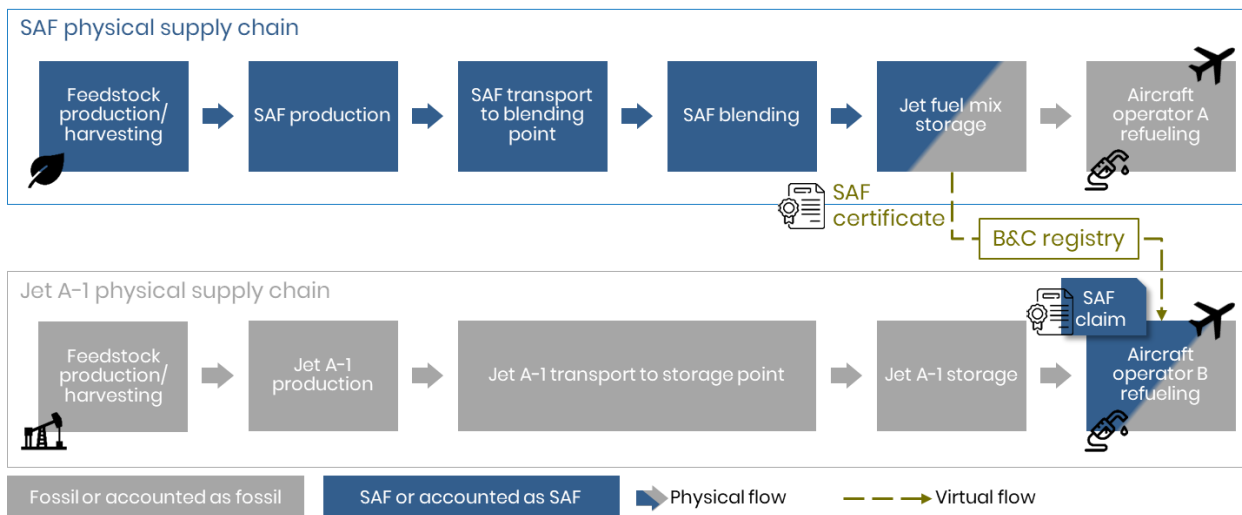 SAF physical supply chain
Feedstock
production/
harvesting
SAF production
SAF transport
to blending
point
SAF blending
Jet fuel mix
storage
Aircraft
operator A
refueling
SAF
certificate
B&C registry
Jet A-1 physical supply chain
Feedstock
production/
harvesting
Jet A-1
production
Jet A-1 transport to storage point
Jet A-1 storage
SAF
claim
Aircraft
operator B
refueling
Fossil or accounted as fossil
SAF or accounted as SAF
Physical flow
Virtual flow